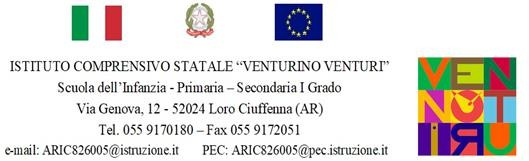 ISTITUTO COMPRENSIVO STATALE “VENTURINO VENTURI”
Scuola dell’Infanzia - Primaria – Secondaria I Grado
Via Genova, 12 - 52024 Loro Ciuffenna (AR)
Tel. 055 9170180 – Fax 055 9172051
e-mail: ARIC826005@istruzione.it PEC: ARIC826005@pec.istruzione.it
VEN
NOT